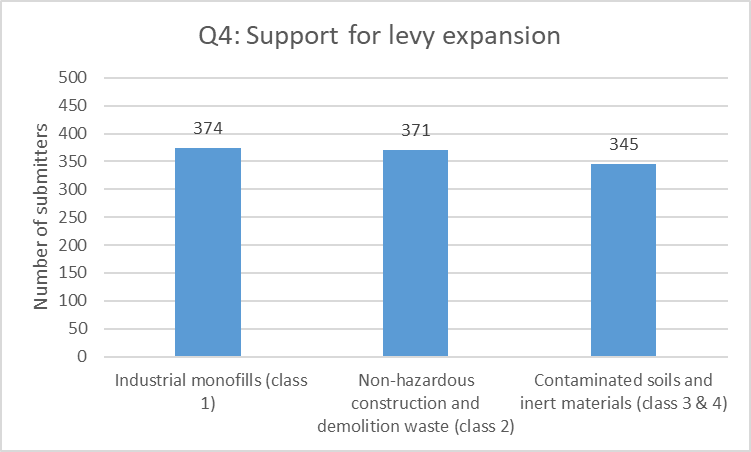 Q4: Support for levy expansion
Number of submitters
500
450
400
350
300
250
200
150
100
50
0
374
371
345
Industrial monofills (class
1)
Non-hazardous
construction and
demolition waste (class 2)
Contaminated soils and
inert materials (class 3 & 4)